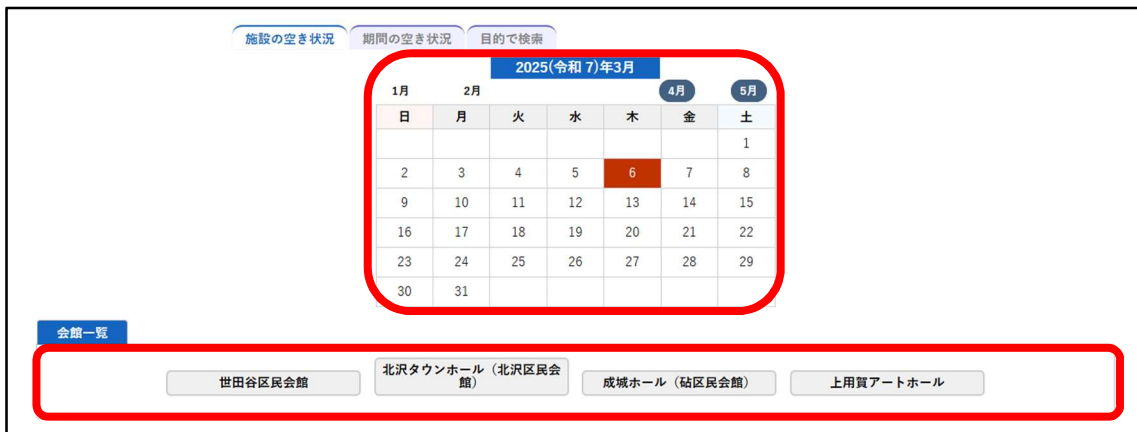 施設の空き状況 期間の空き状況 目的で検索
2025(令和 7)年3月
1月 2月 4月 5月
日 月 火 水 木 金 土
1
2 3 4 5 6 7 8
9 10 11 12 13 14 15
16 17 18 19 20 21 22
23 24 25 26 27 28 29
30 31
会館一覧
世田谷区民会館
北沢タウンホール（北沢区民会
館）
成城ホール（砧区民会館）
上用賀アートホール